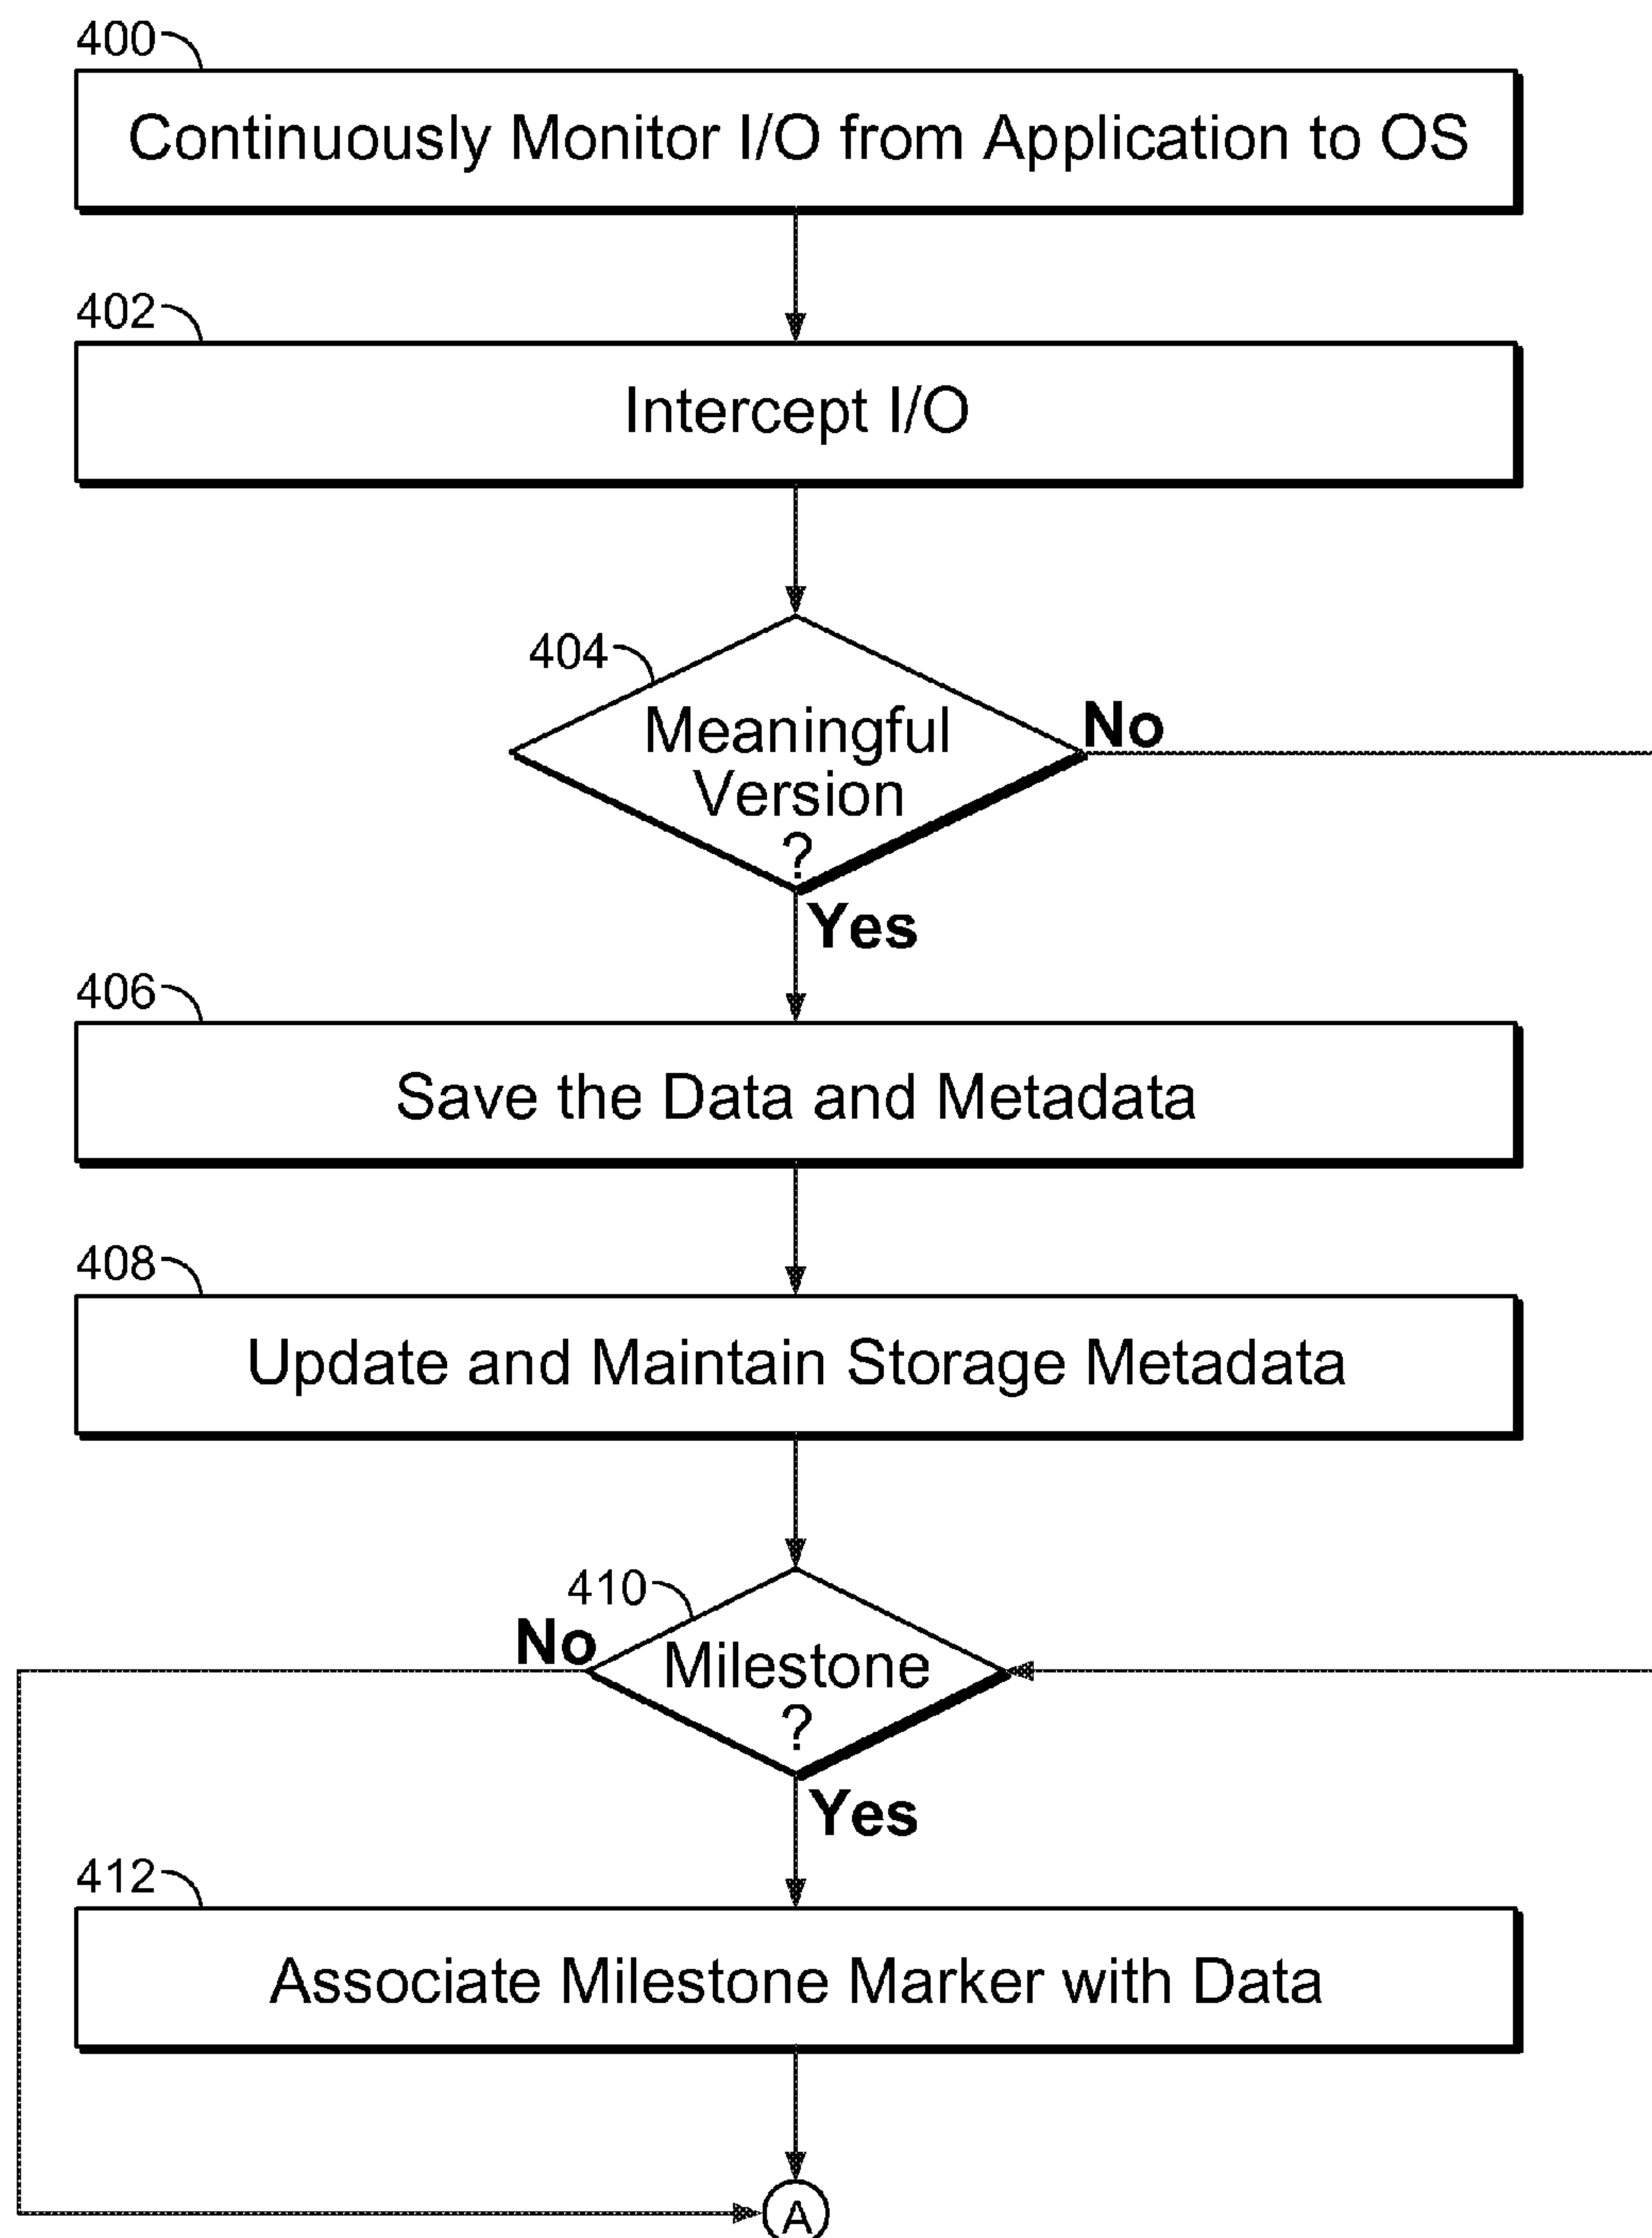 400
Continuously Monitor I/O from Application to OS
402
Intercept I/O
404
Meaningful
Version
?
No
Yes
406
Save the Data and Metadata
408
Update and Maintain Storage Metadata
410
No
Milestone
?
Yes
412
Associate Milestone Marker with Data
A